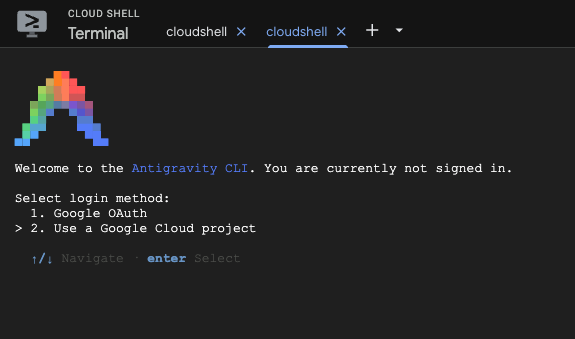 CLOUD SHELL
Terminal
cloudshell × cloudshell × +
Welcome to the Antigravity CLI. You are currently not signed in.
Select login method:
1. Google OAuth
> 2. Use a Google Cloud project
↑/↓ Navigate · enter Select